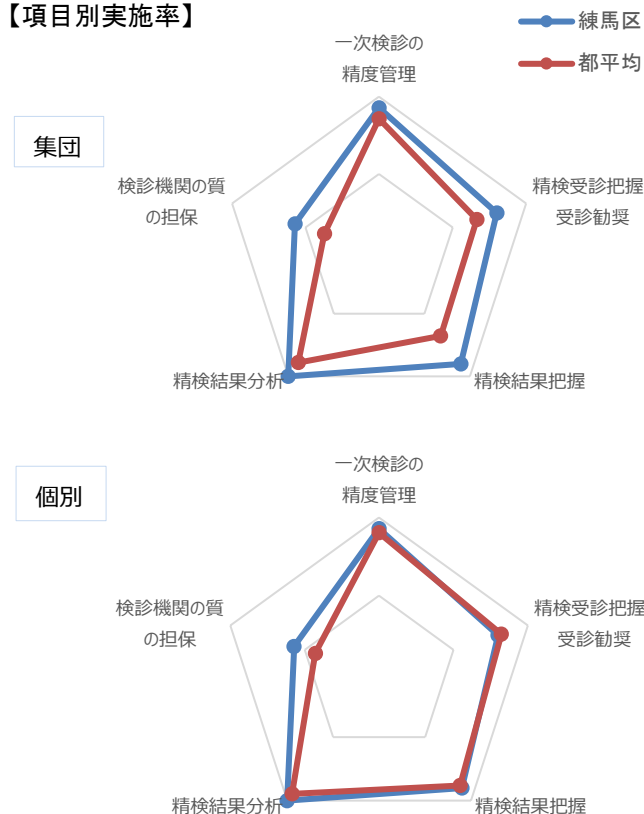 【項目別実施率】
練馬区
都平均
集団
一次検診の
精度管理
精検受診把握
受診勧奨
精検結果把握
精検結果分析
検診機関の質
の担保
個別
一次検診の
精度管理
精検受診把握
受診勧奨
精検結果把握
精検結果分析
検診機関の質
の担保